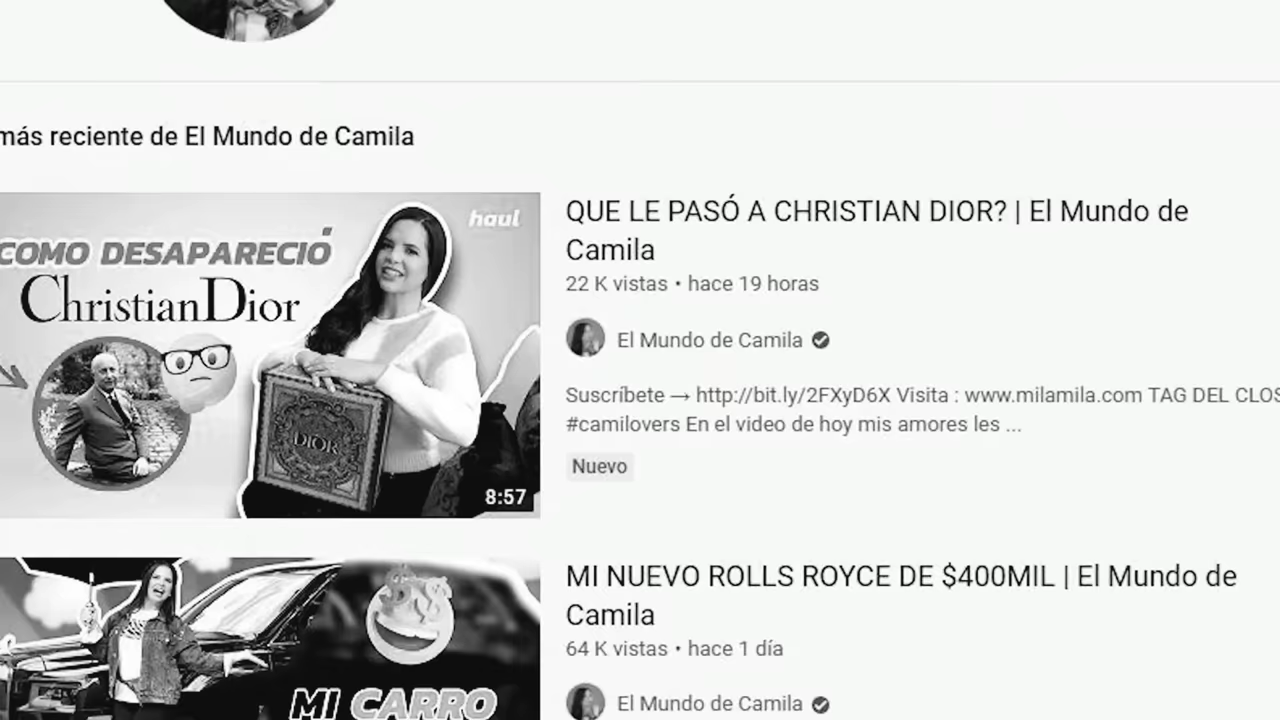 más reciente de El Mundo de Camila
haul
COMO DESAPARECIÓ
ChristianDior
DIOR
8:57
QUE LE PASÓ A CHRISTIAN DIOR? | El Mundo de
Camila
22 K vistas • hace 19 horas
El Mundo de Camila
Suscríbete → http://bit.ly/2FXyD6X Visita : www.milamila.com TAG DEL CLOS
#camilovers En el video de hoy mis amores les ...
Nuevo
MI CARRO
MI NUEVO ROLLS ROYCE DE $400MIL | El Mundo de
Camila
64 K vistas • hace 1 día
El Mundo de Camila